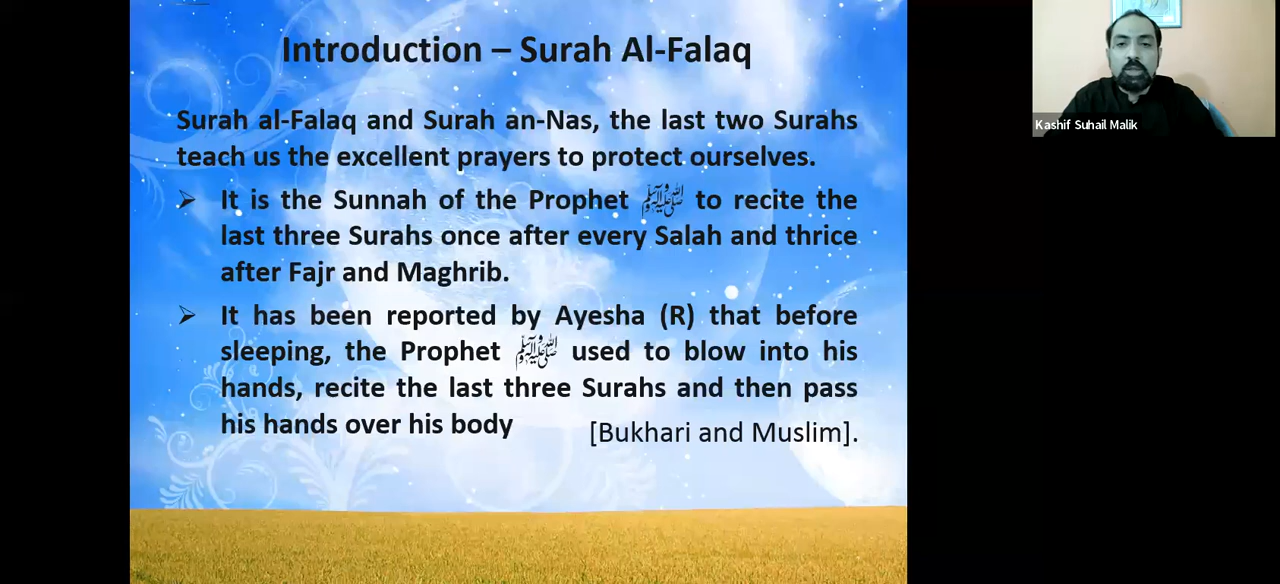 Introduction – Surah Al-Falaq
Surah al-Falaq and Surah an-Nas, the last two Surahs
teach us the excellent prayers to protect ourselves.
➢ It is the Sunnah of the Prophet ﷺ to recite the
last three Surahs once after every Salah and thrice
after Fajr and Maghrib.
➢ It has been reported by Ayesha (R) that before
sleeping, the Prophet ﷺ used to blow into his
hands, recite the last three Surahs and then pass
his hands over his body
[Bukhari and Muslim].
Kashif Suhail Malik